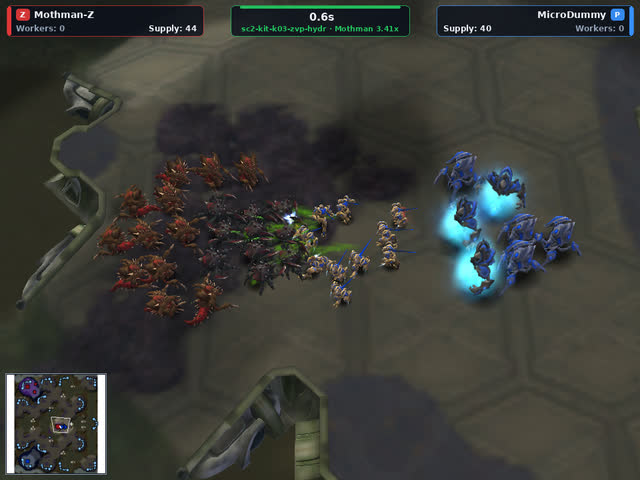 Z Mothman-Z
Workers: 0 Supply: 44
0.6s
sc2-kit-k03-zvp-hydr · Mothman 3.41x
MicroDummy P
Supply: 40 Workers: 0